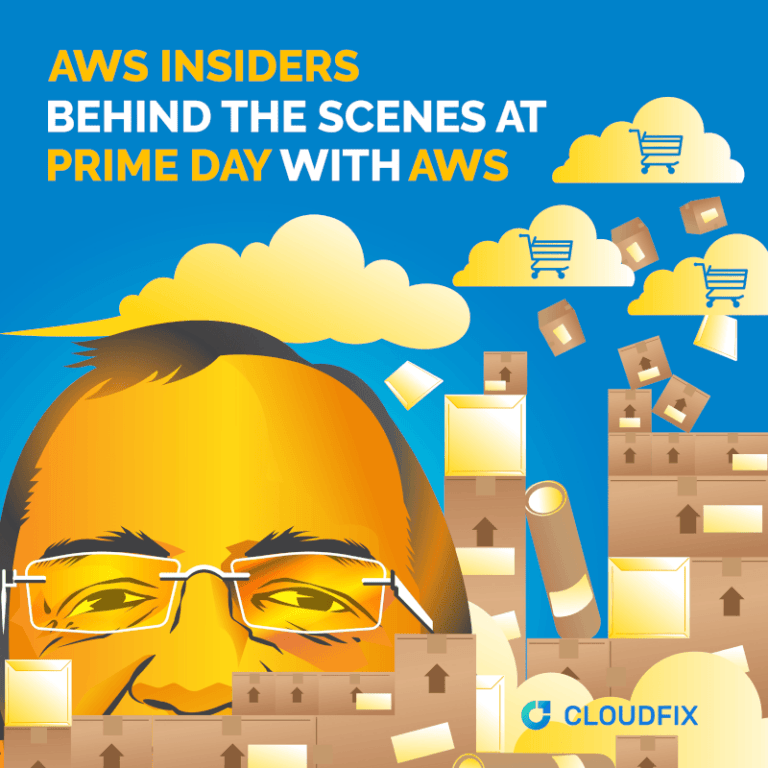 AWS INSIDERS
BEHIND THE SCENES AT
PRIME DAY WITH AWS
CLOUDFIX